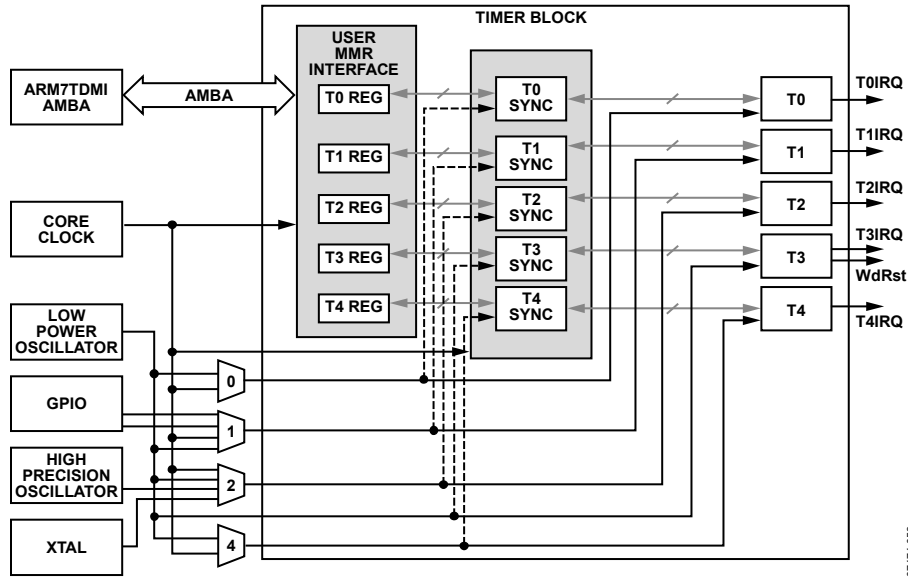 TIMER BLOCK
USER
MMR
INTERFACE
ARM7TDMI
AMBA
AMBA
T0 REG
T0
SYNC
T0
T0IRQ
T1 REG
T1
SYNC
T1
T1IRQ
CORE
CLOCK
T2 REG
T2
SYNC
T2
T2IRQ
T3 REG
T3
SYNC
T3
T3IRQ
WdRst
LOW
POWER
OSCILLATOR
T4 REG
T4
SYNC
T4
T4IRQ
0
GPIO
1
HIGH
PRECISION
OSCILLATOR
2
XTAL
4